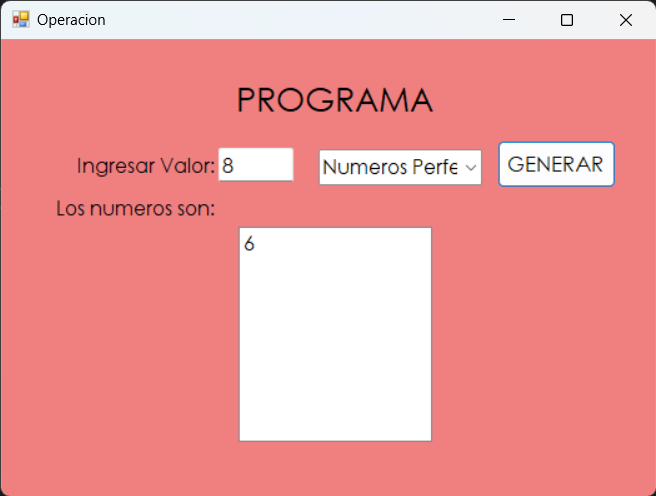 Operacion
PROGRAMA
Ingresar Valor: 8 Numeros Perfe GENERAR
Los numeros son:
6